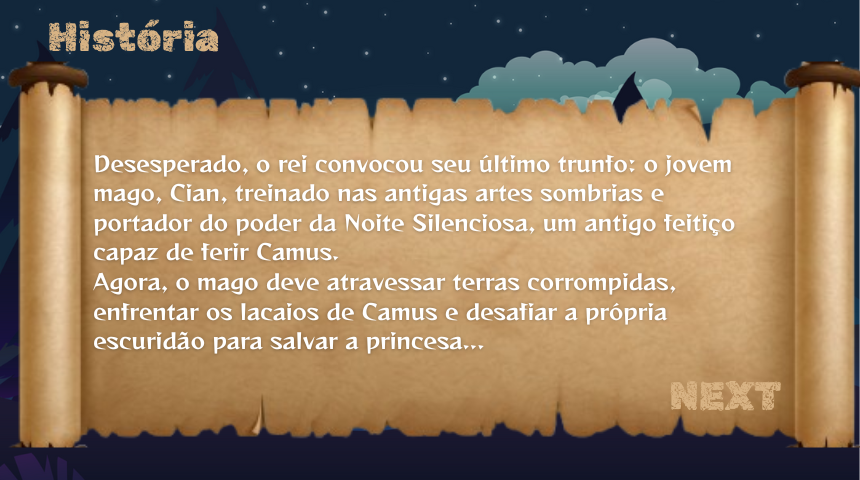 História
Desesperado, o rei convocou seu último trunfo: o jovem
mago, Cian, treinado nas antigas artes sombrias e
portador do poder da Noite Silenciosa, um antigo feitiço
capaz de ferir Camus.
Agora, o mago deve atravessar terras corrompidas,
enfrentar os lacaios de Camus e desafiar a própria
escuridão para salvar a princesa...
NEXT